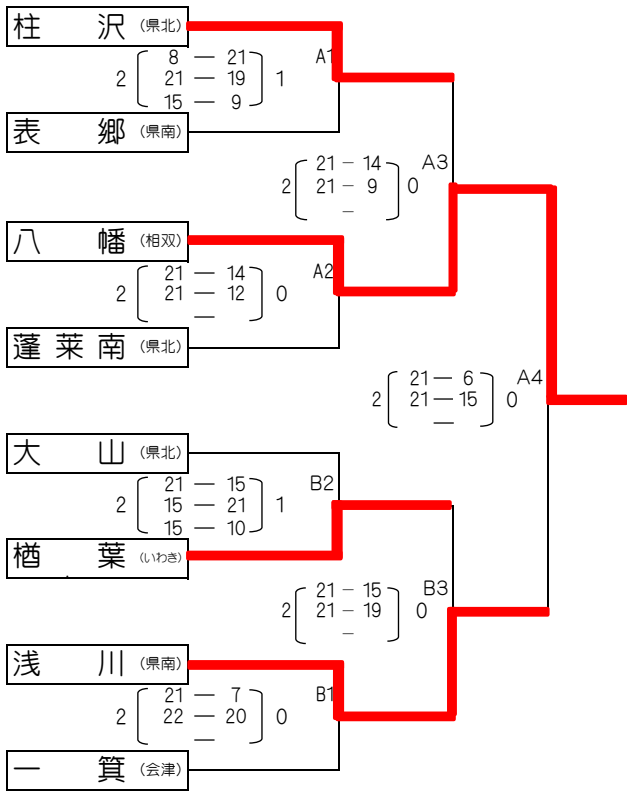 柱沢(県北)
A1
2 8 ― 21 1
21 ― 19
15 ― 9
表郷(県南)
A3
2 21 − 14 0
21 − 9
−
八幡(相双)
A2
2 21 ― 14 0
21 ― 12
―
蓬莱南(県北)
A4
2 21 ― 6 0
21 ― 15
―
大山(県北)
B2
2 21 ― 15 1
15 ― 21
15 ― 10
楢葉(いわき)
B3
2 21 − 15 0
21 − 19
−
浅川(県南)
B1
2 21 ― 7 0
22 ― 20
―
一箕(会津)